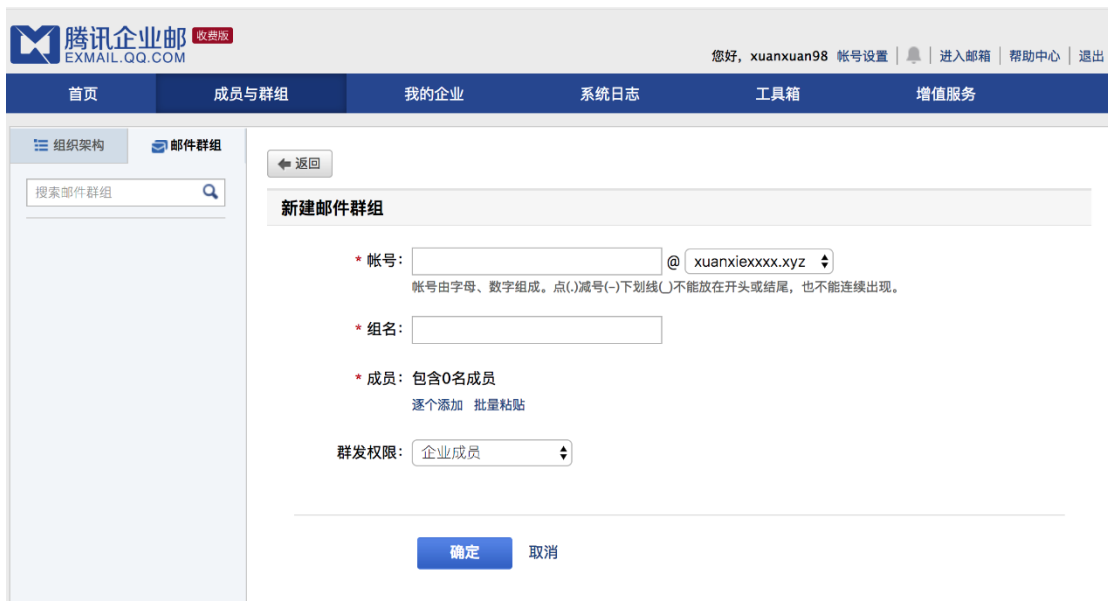 腾讯企业邮 收费版
EXMAIL.QQ.COM
您好，xuanxuan98 帐号设置 | | 进入邮箱 | 帮助中心 | 退出
首页 成员与群组 我的企业 系统日志 工具箱 增值服务
组织架构 邮件群组
搜索邮件群组
返回
新建邮件群组
* 帐号： @ xuanxiexxxx.xyz
帐号由字母、数字组成。点(.)减号(-)下划线(_)不能放在开头或结尾，也不能连续出现。
* 组名：
* 成员：包含0名成员
逐个添加 批量粘贴
群发权限： 企业成员
确定 取消